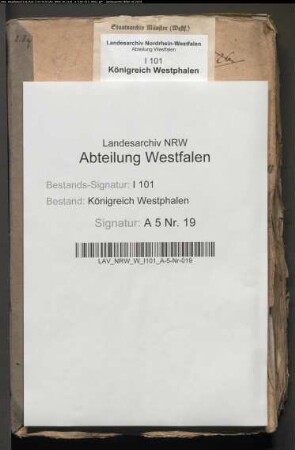 Staatsarchiv Münster (Westf.)
Landesarchiv Nordrhein-Westfalen
Abteilung Westfalen
I 101
Königreich Westphalen
Landesarchiv NRW
Abteilung Westfalen
Bestands-Signatur: I 101
Bestand: Königreich Westphalen
Signatur: A 5 Nr. 19
LAV_NRW_W_I101_A-5-Nr-019